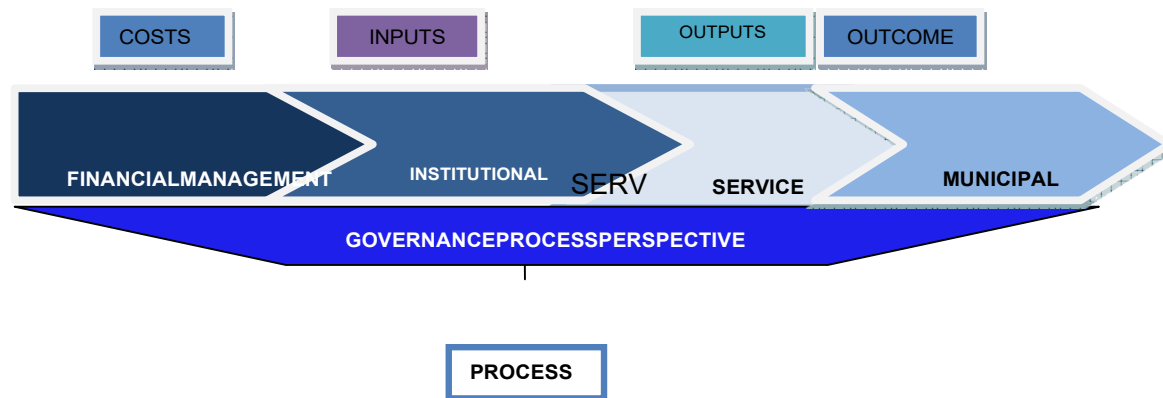 COSTS
INPUTS
OUTPUTS
OUTCOME
FINANCIALMANAGEMENT
INSTITUTIONAL
SERV
SERVICE
MUNICIPAL
GOVERNANCEPROCESSPERSPECTIVE
PROCESS